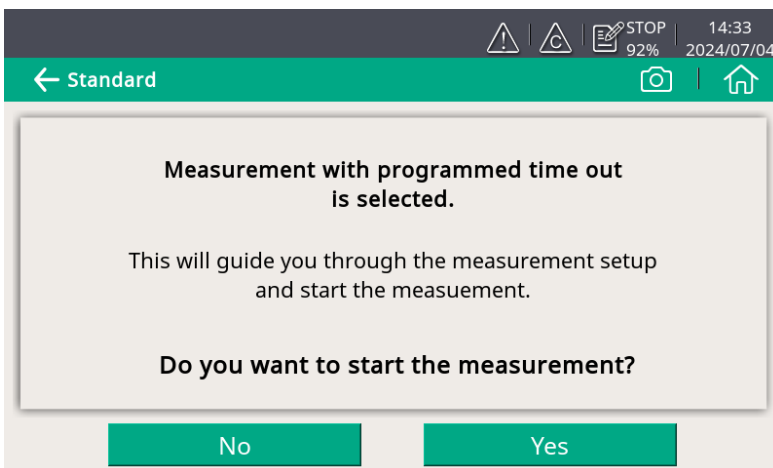 STOP 14:33
92% 2024/07/04
Standard
Measurement with programmed time out
is selected.
This will guide you through the measurement setup
and start the measuement.
Do you want to start the measurement?
No Yes